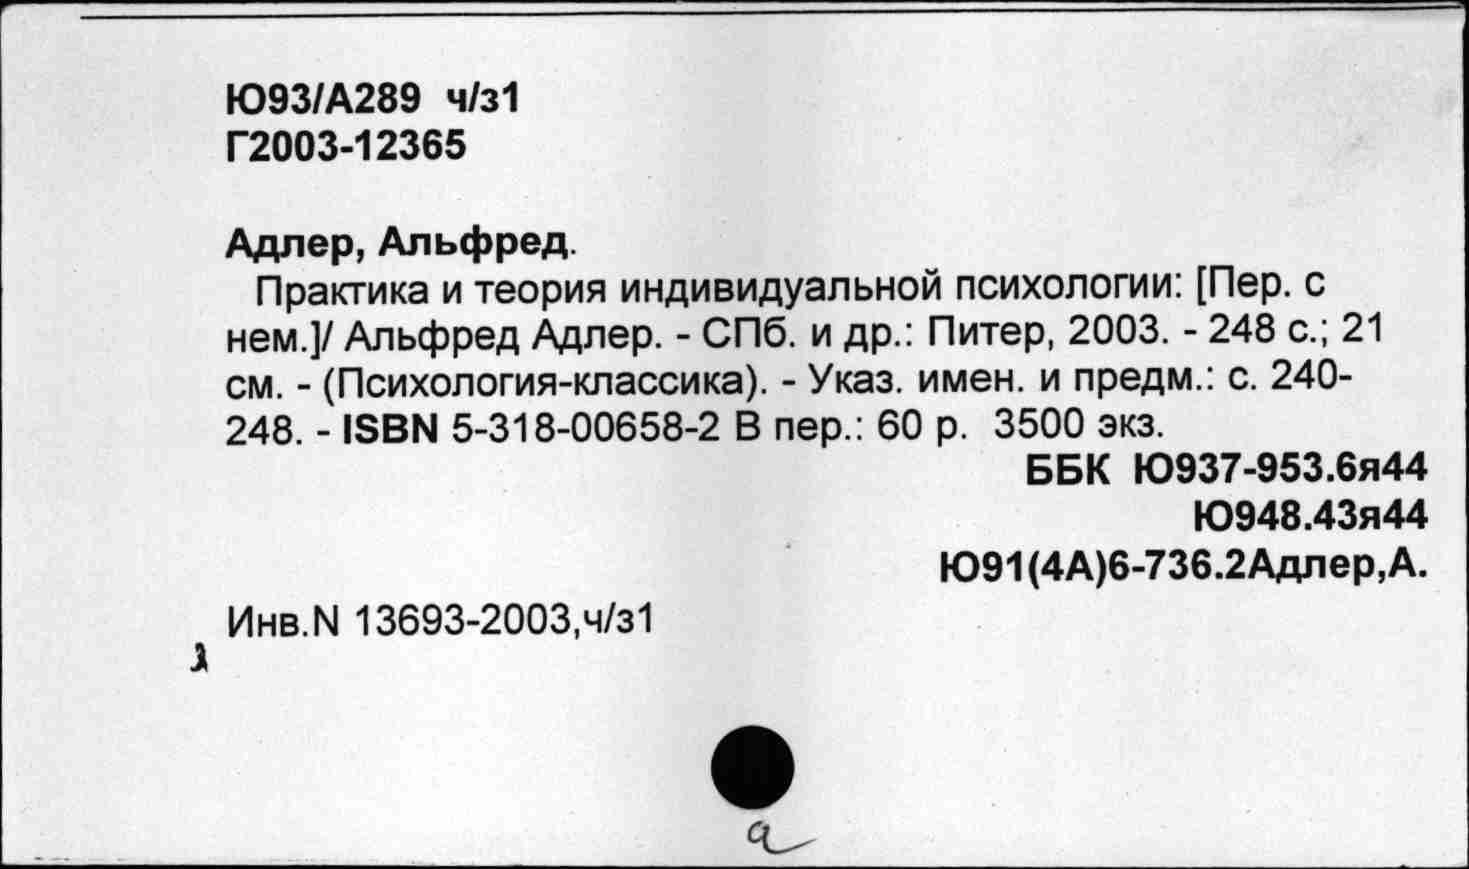 Ю93/А289 ч/з1
Г2003-12365
Адлер, Альфред.
Практика и теория индивидуальной психологии: [Пер. с
нем.]/ Альфред Адлер. - СПб. и др.: Питер, 2003. - 248 с.; 21
см. - (Психология-классика). - Указ. имен. и предм.: с. 240-
248. - ISBN 5-318-00658-2 В пер.: 60 р. 3500 экз.
ББК Ю937-953.6я44
Ю948.43я44
Ю91(4А)6-736.2Адлер,А.
Инв.N 13693-2003,ч/з1
а